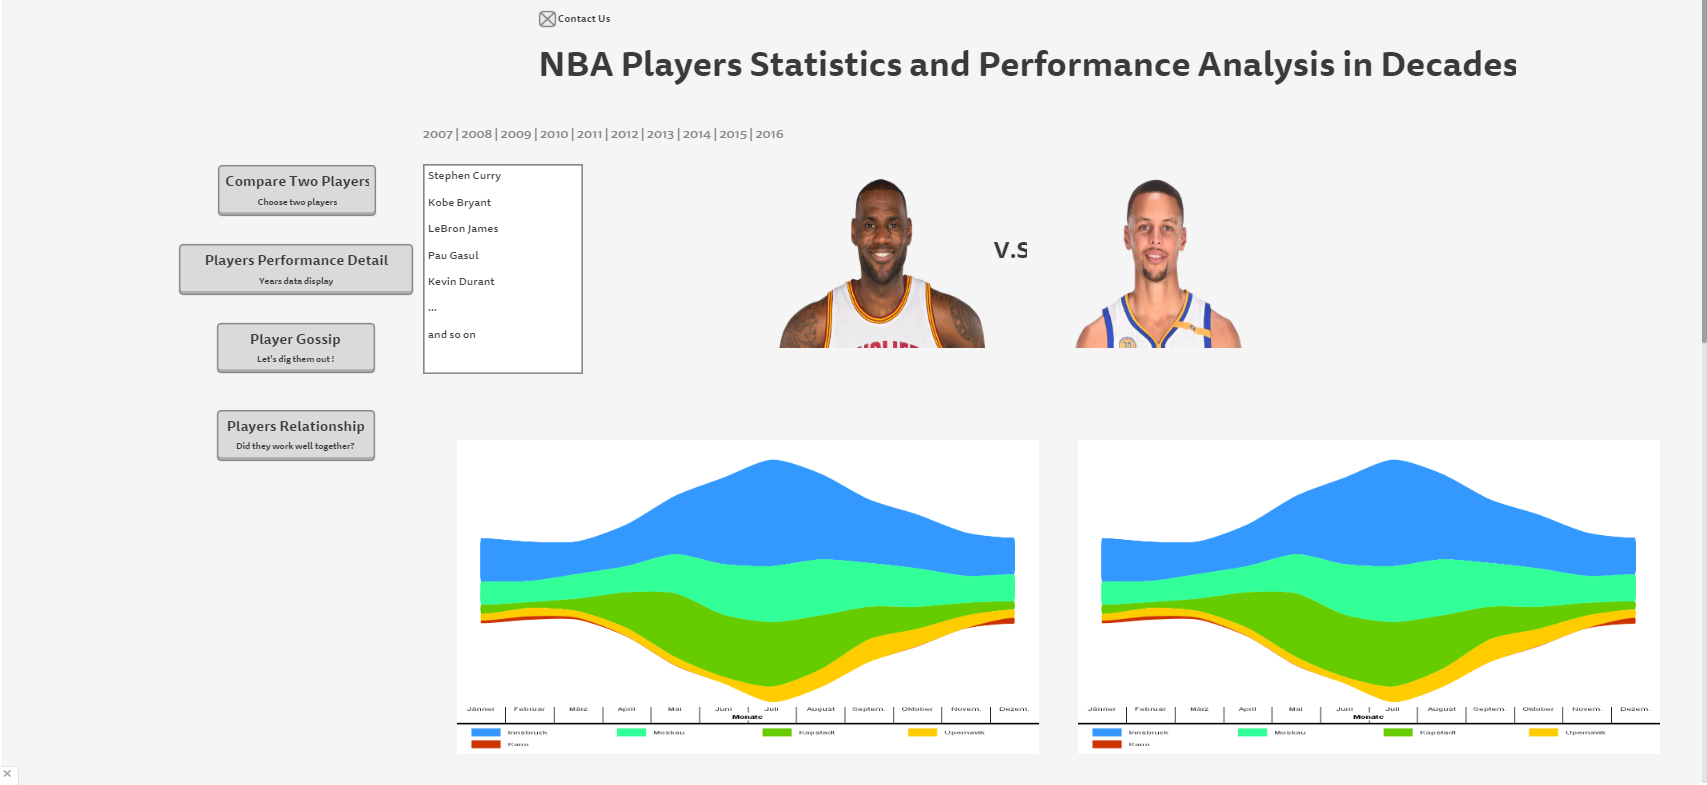 Contact Us
NBA Players Statistics and Performance Analysis in Decades
2007 | 2008 | 2009 | 2010 | 2011 | 2012 | 2013 | 2014 | 2015 | 2016
Compare Two Players
Choose two players
Players Performance Detail
Years data display
Player Gossip
Let's dig them out !
Players Relationship
Did they work well together?
Stephen Curry
Kobe Bryant
LeBron James
Pau Gasul
Kevin Durant
...
and so on
V.S
Jänner Februar März April Mai Juni Juli August Septem. Oktober Novem. Dezem.
Monate
Innsbruck Moskau Kapstadt Upernavik
Kairo
Jänner Februar März April Mai Juni Juli August Septem. Oktober Novem. Dezem.
Monate
Innsbruck Moskau Kapstadt Upernavik
Kairo